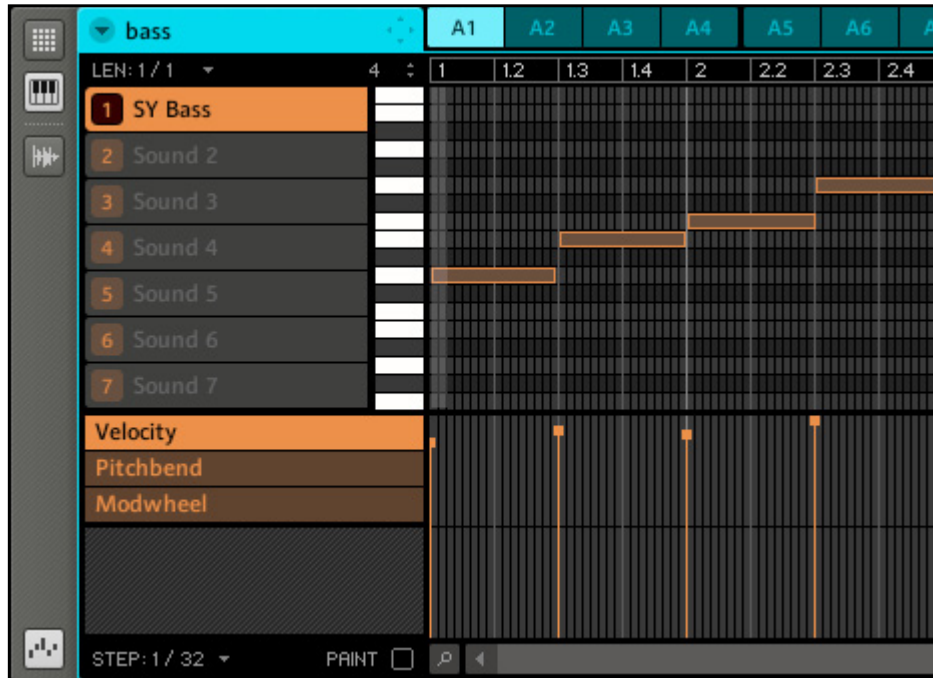 bass A1 A2 A3 A4 A5 A6
LEN: 1 / 1 4 1 1.2 1.3 1.4 2 2.2 2.3 2.4
1 SY Bass
2 Sound 2
3 Sound 3
4 Sound 4
5 Sound 5
6 Sound 6
7 Sound 7
Velocity
Pitchbend
Modwheel
STEP: 1 / 32 PAINT